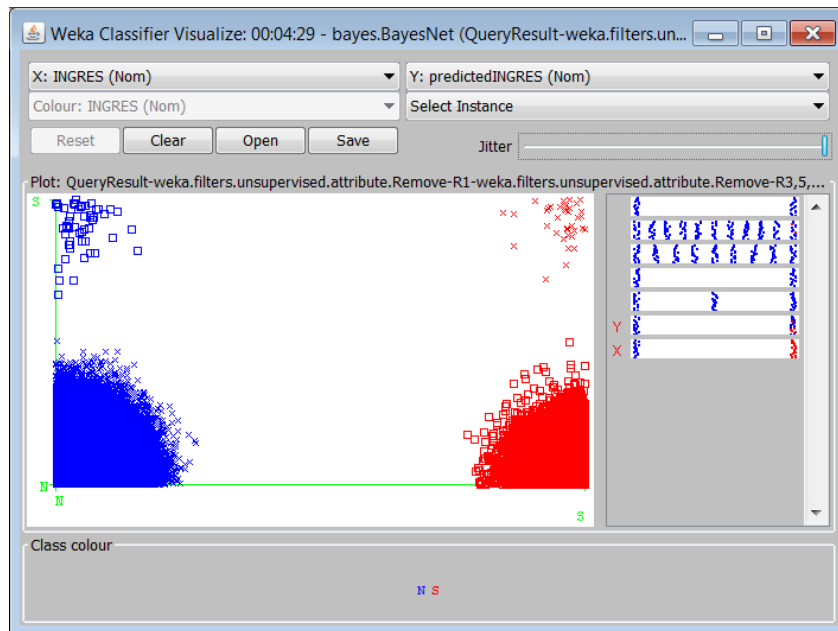 Weka Classifier Visualize: 00:04:29 - bayes.BayesNet (QueryResult-weka.filters.un...
X: INGRES (Nom) Y: predictedINGRES (Nom)
Colour: INGRES (Nom) Select Instance
Reset Clear Open Save Jitter
Plot: QueryResult-weka.filters.unsupervised.attribute.Remove-R1-weka.filters.unsupervised.attribute.Remove-R3,5,...
S
Y
X
N
N
S
Class colour
N S